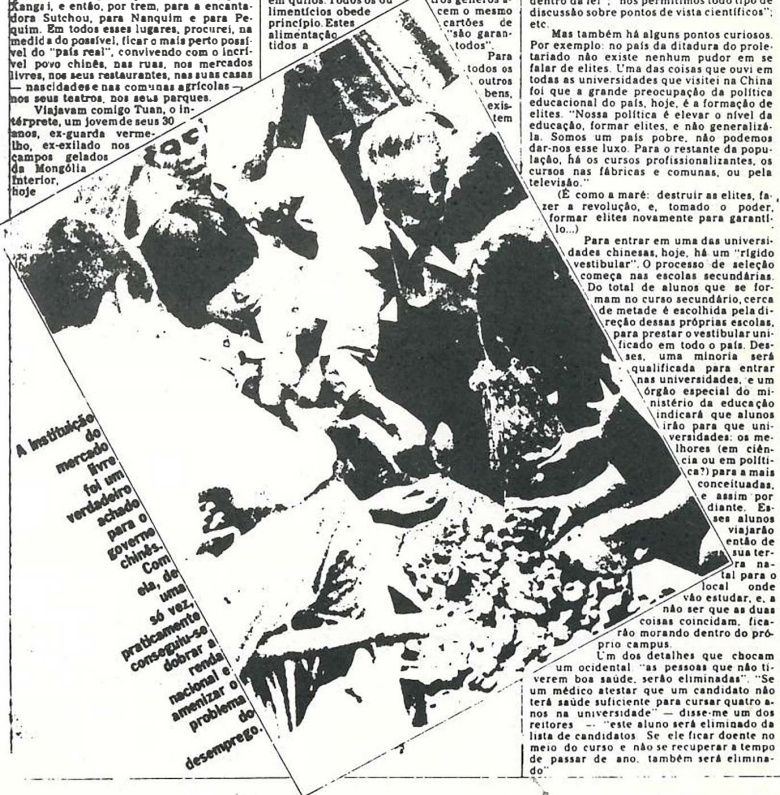 Xangai, e então, por trem, para a encanta-
dora Sutchou, para Nanquim e para Pe-
quim. Em todos esses lugares, procurei, na
medida do possível, ficar o mais perto possí-
vel do "país real", convivendo com o incrí-
vel povo chinês, nas ruas, nos mercados
livres, nos seus restaurantes, nas suas casas
— nas cidades e nas comunas agrícolas —,
nos seus teatros, nos seus parques.
Viajavam comigo Tuan, o in-
térprete, um jovem de seus 30
anos, ex-guarda verme-
lho, ex-exilado nos
campos gelados
da Mongólia
Interior,
hoje
em quilos. Todos os
limentícios obede
princípio. Estes
alimentação
tidos a
cem o mesmo
cartões de
"são garan-
todos".
Para
todos os
outros
bens,
exis-
tem
A instituição
do
mercado
livre
foi um
verdadeiro
achado
para o
governo
chinês.
Com
ela, de
uma
só vez,
praticamente
conseguiu-se
dobrar a
renda
nacional e
amenizar o
problema
do
desemprego.
dentro da lei"; "nós permitimos todo tipo de
discussão sobre pontos de vista científicos";
etc.
Mas também há alguns pontos curiosos.
Por exemplo: no país da ditadura do prole-
tariado não existe nenhum pudor em se
falar de elites. Uma das coisas que ouvi em
todas as universidades que visitei na China
foi que a grande preocupação da política
educacional do país, hoje, é a formação de
elites. "Nossa política é elevar o nível da
educação, formar elites, e não generalizá-
la. Somos um país pobre, não podemos
dar-nos esse luxo. Para o restante da popu-
lação, há os cursos profissionalizantes, os
cursos nas fábricas e comunas, ou pela
televisão."
(É como a maré: destruir as elites, fa-
zer a revolução, e, tomado o poder,
formar elites novamente para garanti-
lo...)
Para entrar em uma das universi-
dades chinesas, hoje, há um "rígido
vestibular". O processo de seleção
começa nas escolas secundárias.
Do total de alunos que se for-
mam no curso secundário, cerca
de metade é escolhida pela di-
reção dessas próprias escolas,
para prestar o vestibular uni-
ficado em todo o país. Des-
ses, uma minoria será
qualificada para entrar
nas universidades, e um
órgão especial do mi-
nistério da educação
indicará que alunos
irão para que uni-
versidades: os me-
lhores (em ciên-
cia ou em políti-
ca?) para a mais
conceituadas,
e assim por
diante. Es-
ses alunos
viajarão
então de
sua ter-
ra na-
tal para o
local onde
vão estudar, e, a
não ser que as duas
coisas coincidam, fica-
rão morando dentro do pró-
prio campus.
Um dos detalhes que chocam
um ocidental: "as pessoas que não ti-
verem boa saúde, serão eliminadas". "Se
um médico atestar que um candidato não
terá saúde suficiente para cursar quatro a-
nos na universidade" — disse-me um dos
reitores — "este aluno será eliminado da
lista de candidatos. Se ele ficar doente no
meio do curso e não se recuperar a tempo
de passar de ano, também será elimina-
do"